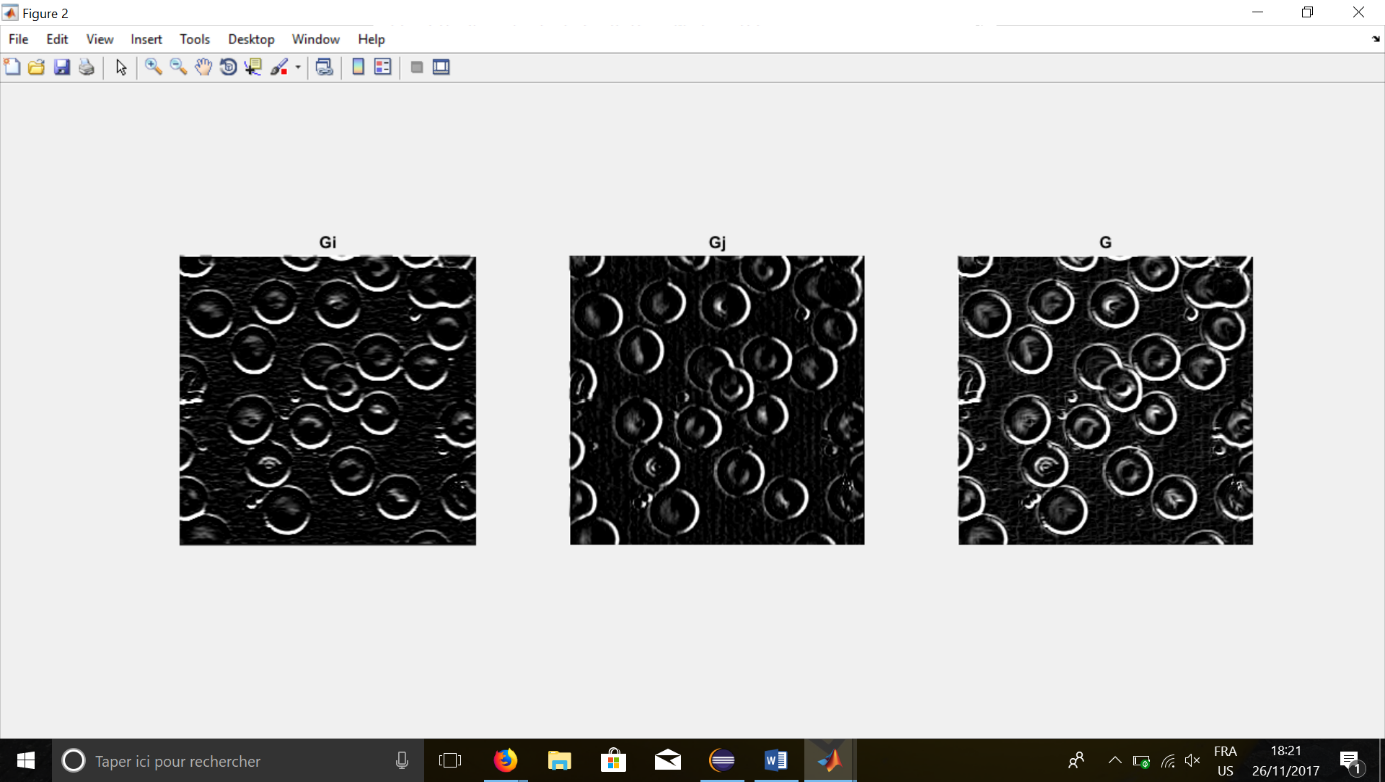 Figure 2
File Edit View Insert Tools Desktop Window Help
Gi Gj G
Taper ici pour rechercher
FRA 18:21
US 26/11/2017 1